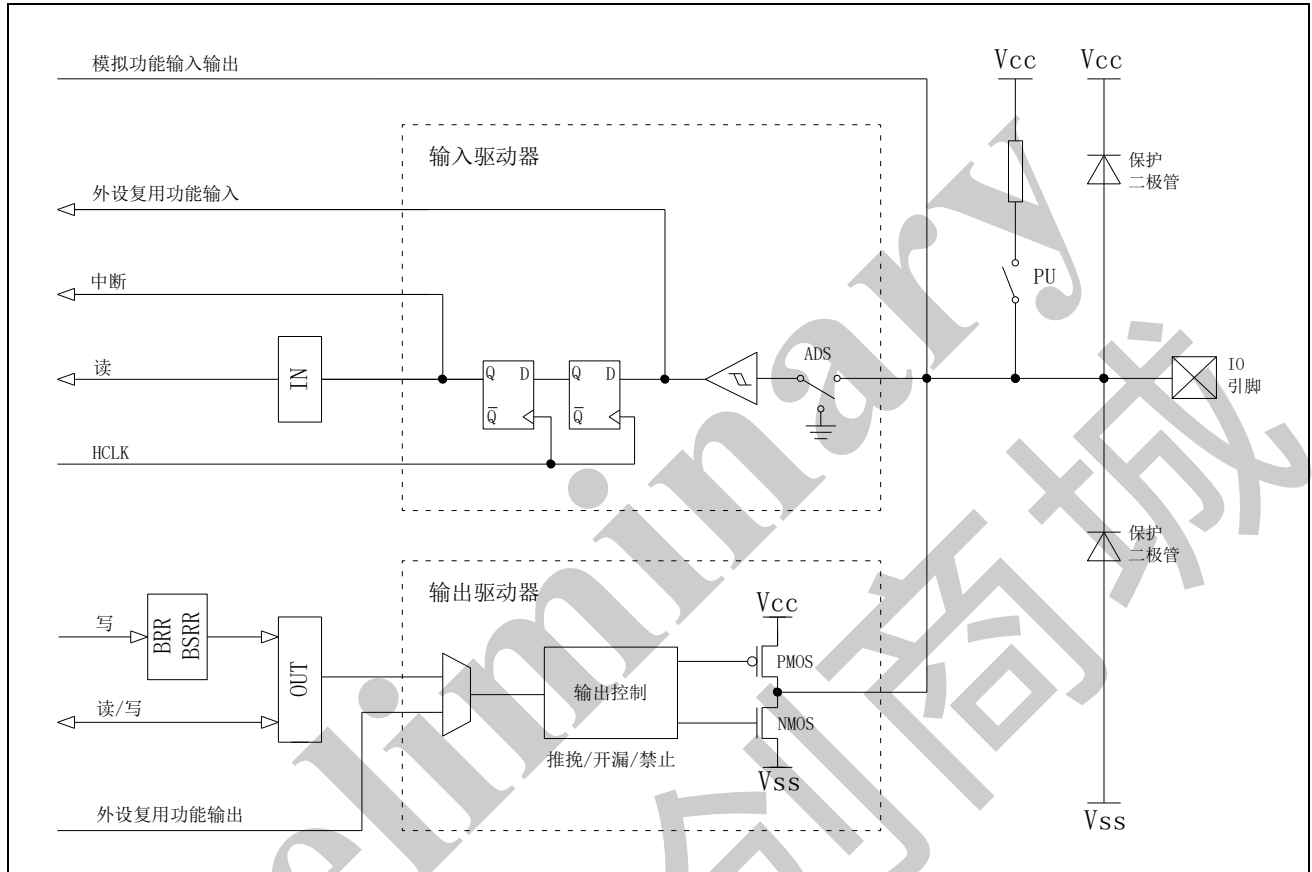 模拟功能输入输出
Vcc
Vcc
输入驱动器
保护
二极管
外设复用功能输入
PU
中断
ADS
读
IN
Q D
Q̅
Q D
Q̅
IO
引脚
HCLK
保护
二极管
输出驱动器
写
BRR
BSRR
OUT
Vcc
PMOS
输出控制
NMOS
读/写
推挽/开漏/禁止
Vss
外设复用功能输出
Vss
eliminary
创商城